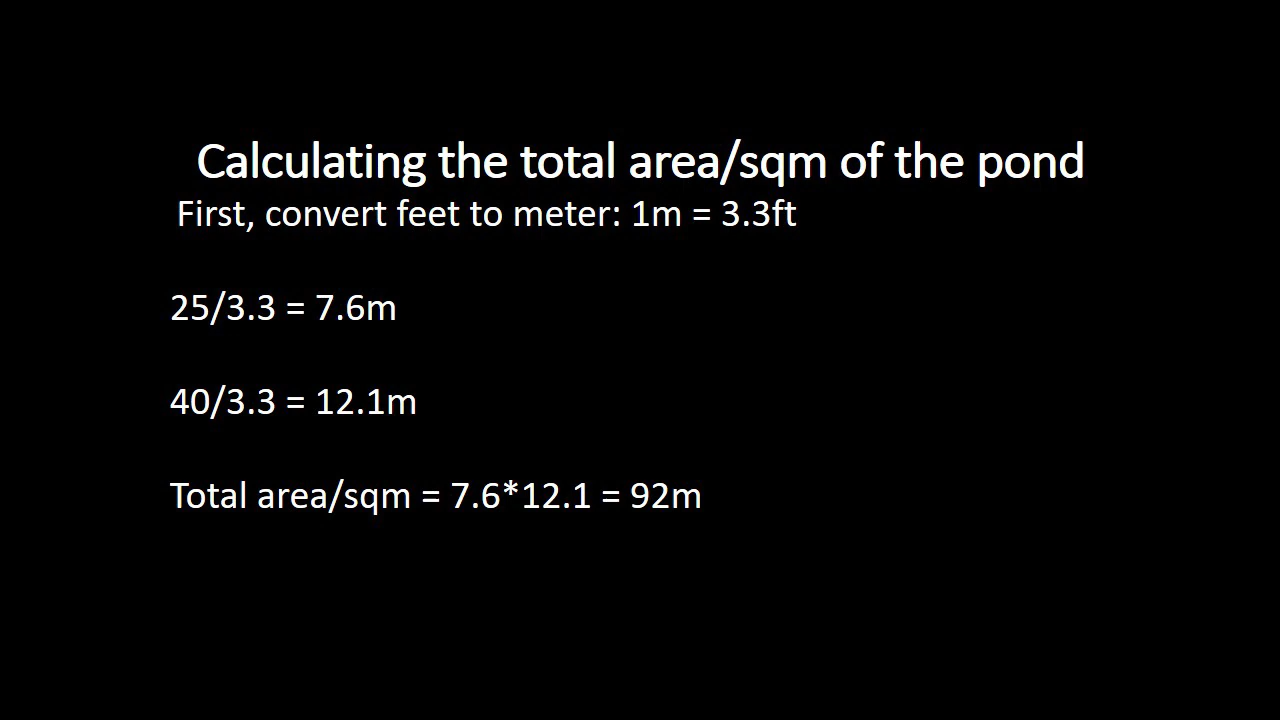 Calculating the total area/sqm of the pond
First, convert feet to meter: 1m = 3.3ft
25/3.3 = 7.6m
40/3.3 = 12.1m
Total area/sqm = 7.6*12.1 = 92m